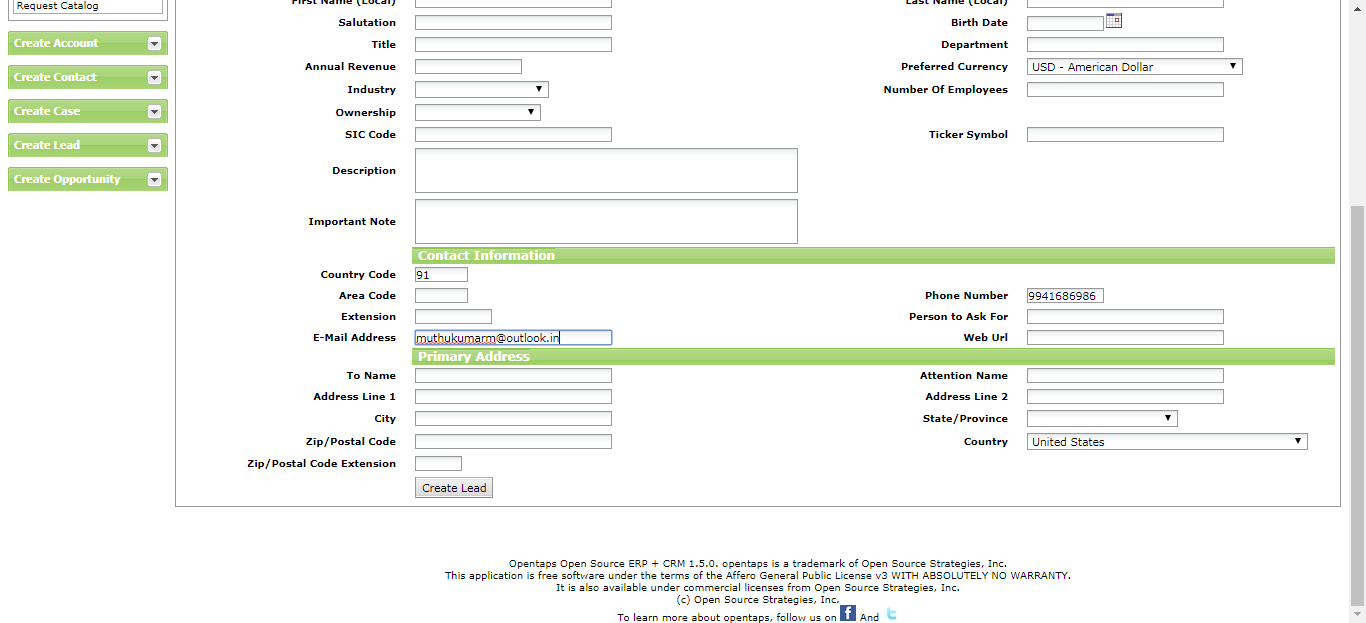 Request Catalog
Create Account
Create Contact
Create Case
Create Lead
Create Opportunity
First Name (Local) Last Name (Local)
Salutation Birth Date
Title Department
Annual Revenue Preferred Currency USD - American Dollar
Industry Number Of Employees
Ownership
SIC Code Ticker Symbol
Description
Important Note
Contact Information
Country Code 91
Area Code Phone Number 9941686986
Extension Person to Ask For
E-Mail Address muthukumarm@outlook.in Web Url
Primary Address
To Name Attention Name
Address Line 1 Address Line 2
City State/Province
Zip/Postal Code Country United States
Zip/Postal Code Extension
Create Lead
Opentaps Open Source ERP + CRM 1.5.0. opentaps is a trademark of Open Source Strategies, Inc.
This application is free software under the terms of the Affero General Public License v3 WITH ABSOLUTELY NO WARRANTY.
It is also available under commercial licenses from Open Source Strategies, Inc.
(c) Open Source Strategies, Inc.
To learn more about opentaps, follow us on f And t